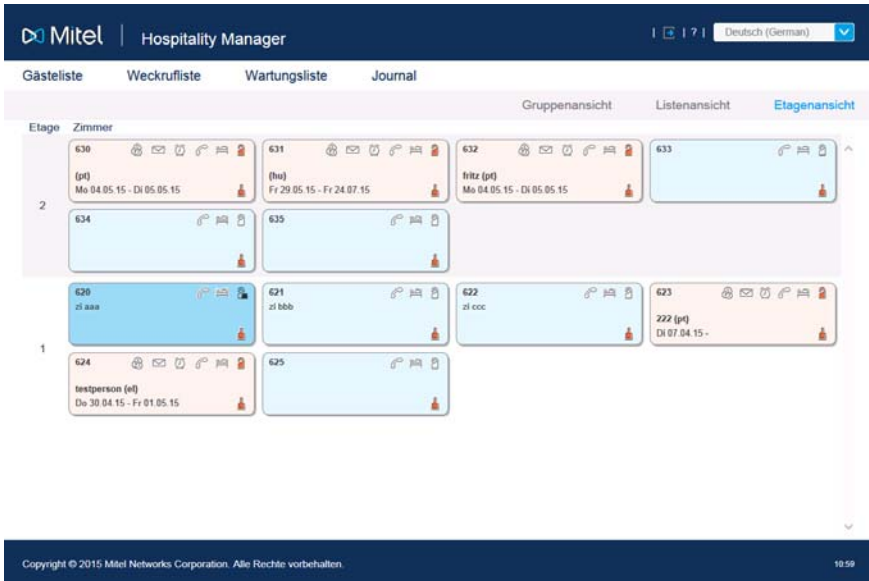 Mitel | Hospitality Manager
| | ? | Deutsch (German)
Gästeliste Weckrufliste Wartungsliste Journal
Gruppenansicht Listenansicht Etagenansicht
Etage Zimmer
2
630
(pt)
Mo 04.05.15 - Di 05.05.15
631
(hu)
Fr 29.05.15 - Fr 24.07.15
632
fritz (pt)
Mo 04.05.15 - Di 05.05.15
633
634
635
1
620
zi aaa
621
zi bbb
622
zi ccc
623
222 (pt)
Di 07.04.15 -
624
testperson (el)
Do 30.04.15 - Fr 01.05.15
625
Copyright © 2015 Mitel Networks Corporation. Alle Rechte vorbehalten.
10:59